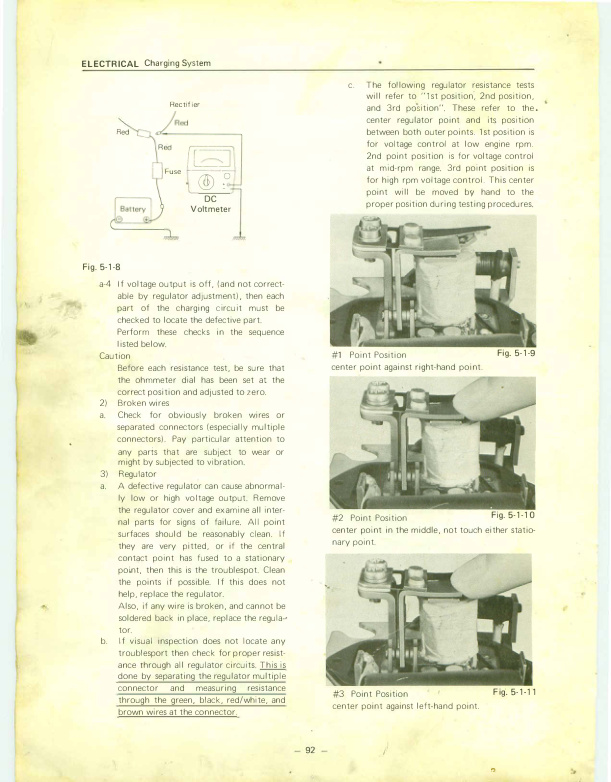 ELECTRICAL Charging System
Rectifier
Red
Red
Red
Fuse
Battery
DC
Voltmeter
Fig. 5-1-8
a-4 If voltage output is off, (and not correct-
able by regulator adjustment), then each
part of the charging circuit must be
checked to locate the defective part.
Perform these checks in the sequence
listed below.
Caution
Before each resistance test, be sure that
the ohmmeter dial has been set at the
correct position and adjusted to zero.
2) Broken wires
a. Check for obviously broken wires or
separated connectors (especially multiple
connectors). Pay particular attention to
any parts that are subject to wear or
might by subjected to vibration.
3) Regulator
a. A defective regulator can cause abnormal-
ly low or high voltage output. Remove
the regulator cover and examine all inter-
nal parts for signs of failure. All point
surfaces should be reasonably clean. If
they are very pitted, or if the central
contact point has fused to a stationary
point, then this is the troublespot. Clean
the points if possible. If this does not
help, replace the regulator.
Also, if any wire is broken, and cannot be
soldered back in place, replace the regula-
tor.
b. If visual inspection does not locate any
troublesport then check for proper resist-
ance through all regulator circuits. This is
done by separating the regulator multiple
connector and measuring resistance
through the green, black, red/white, and
brown wires at the connector.
c. The following regulator resistance tests
will refer to "1st position, 2nd position,
and 3rd position". These refer to the
center regulator point and its position
between both outer points. 1st position is
for voltage control at low engine rpm.
2nd point position is for voltage control
at mid-rpm range. 3rd point position is
for high rpm voltage control. This center
point will be moved by hand to the
proper position during testing procedures.
#1 Point Position Fig. 5-1-9
center point against right-hand point.
#2 Point Position Fig. 5-1-10
center point in the middle, not touch either statio-
nary point.
#3 Point Position Fig. 5-1-11
center point against left-hand point.
— 92 —